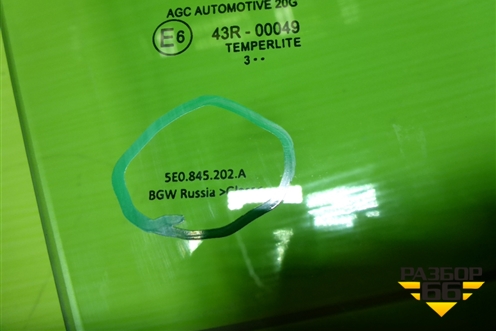 AGC AUTOMOTIVE 20G
E6 43R - 00049
TEMPERLITE
3 • •
5E0.845.202.A
BGW Russia
РАЗБОР
66